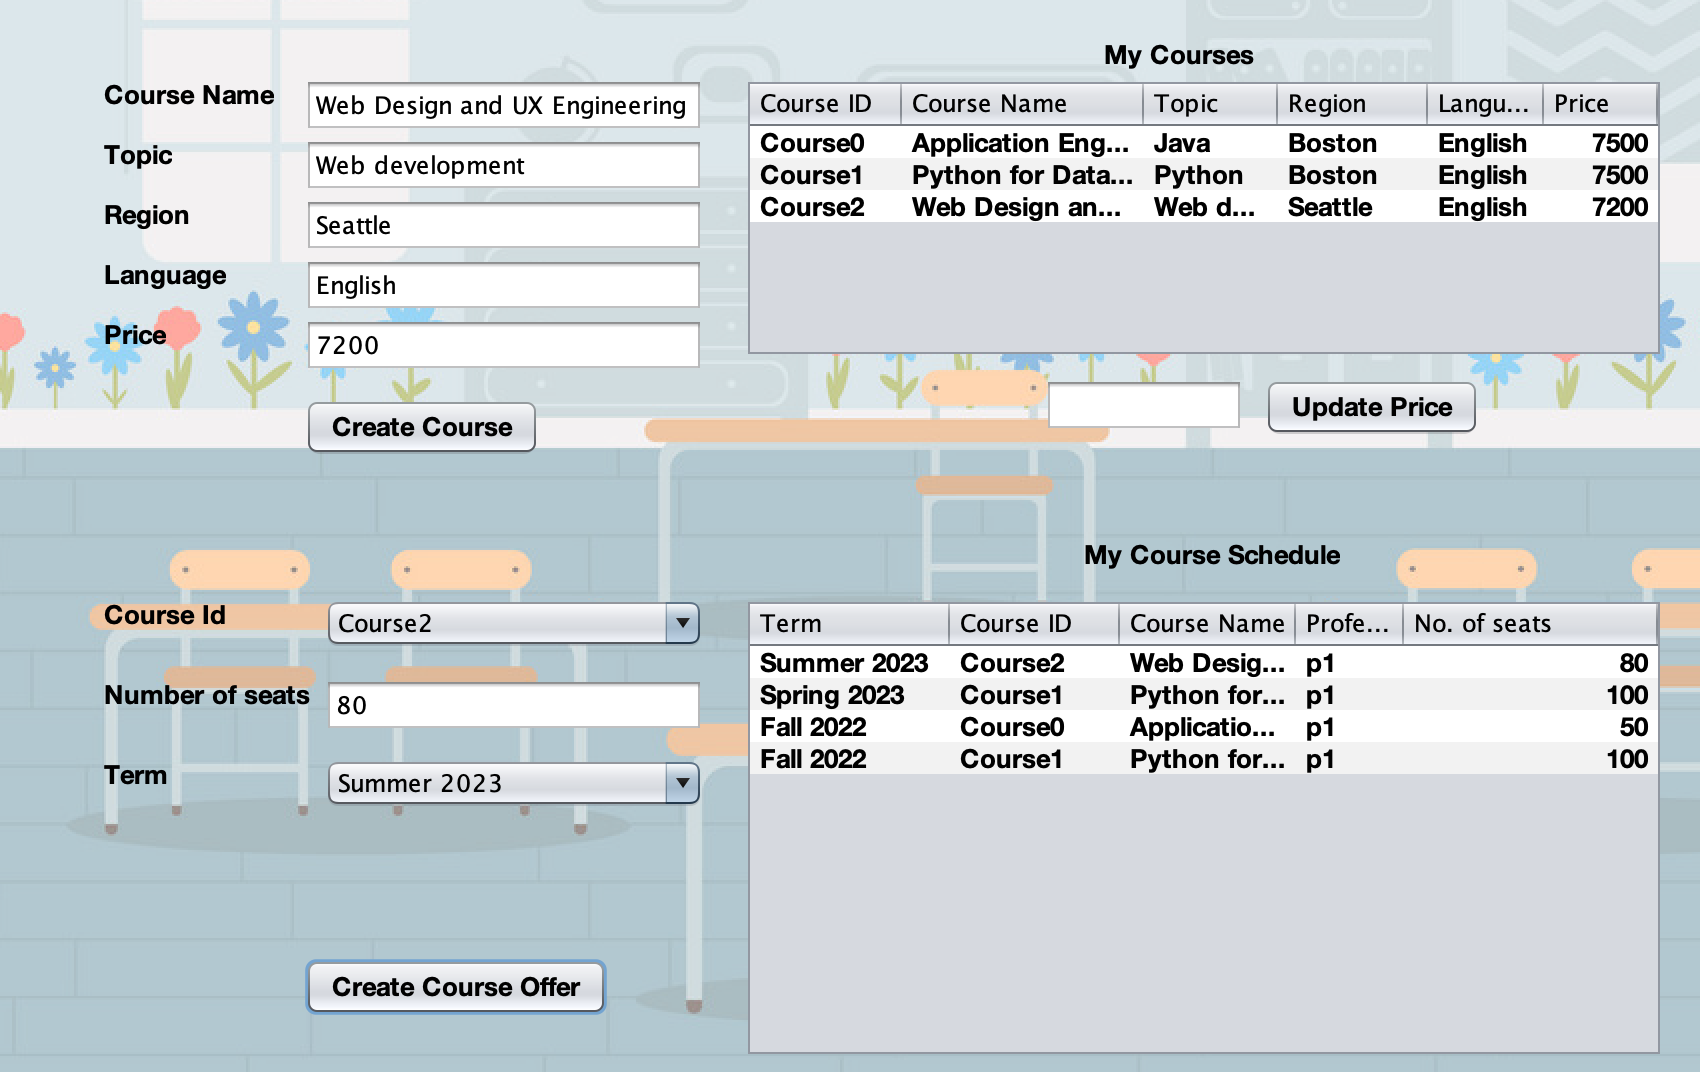 My Courses
Course Name
Web Design and UX Engineering
Topic
Web development
Region
Seattle
Language
English
Price
7200
Create Course
Course ID Course Name Topic Region Langu... Price
Course0 Application Eng... Java Boston English 7500
Course1 Python for Data... Python Boston English 7500
Course2 Web Design an... Web d... Seattle English 7200
Update Price
My Course Schedule
Course Id
Course2
Number of seats
80
Term
Summer 2023
Create Course Offer
Term Course ID Course Name Profe... No. of seats
Summer 2023 Course2 Web Desig... p1 80
Spring 2023 Course1 Python for... p1 100
Fall 2022 Course0 Applicatio... p1 50
Fall 2022 Course1 Python for... p1 100